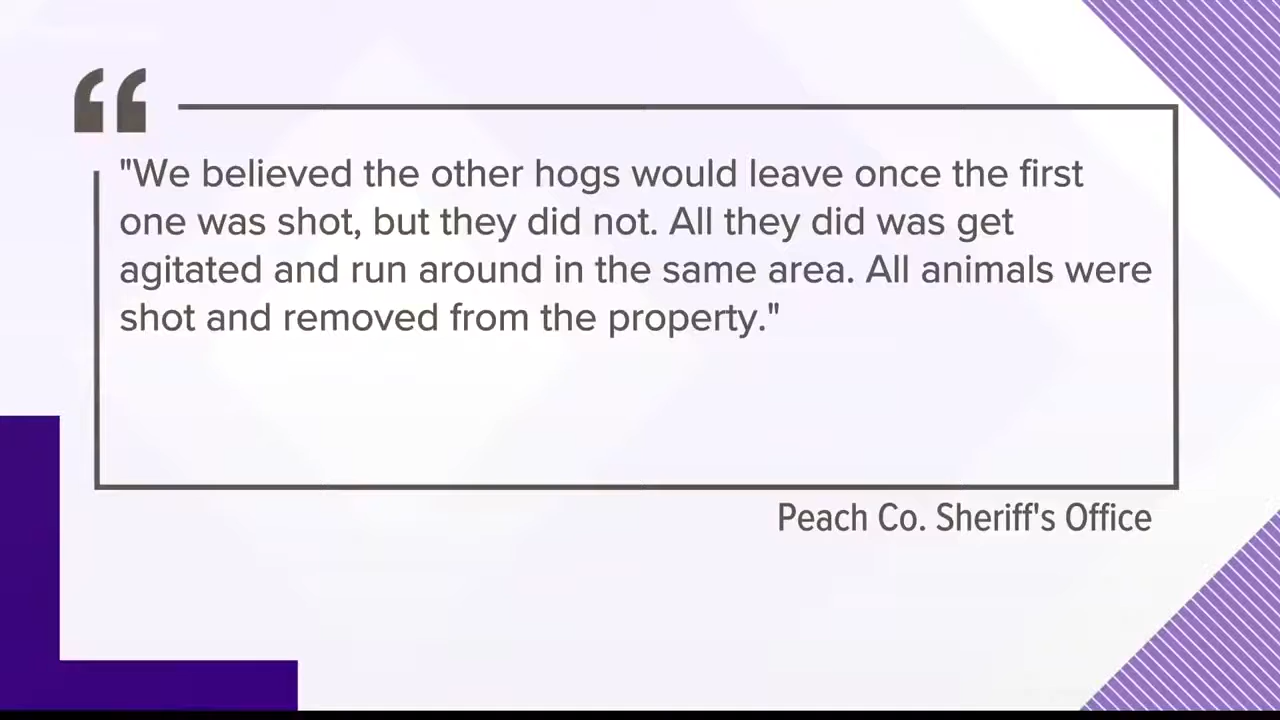 "We believed the other hogs would leave once the first
one was shot, but they did not. All they did was get
agitated and run around in the same area. All animals were
shot and removed from the property."
Peach Co. Sheriff's Office